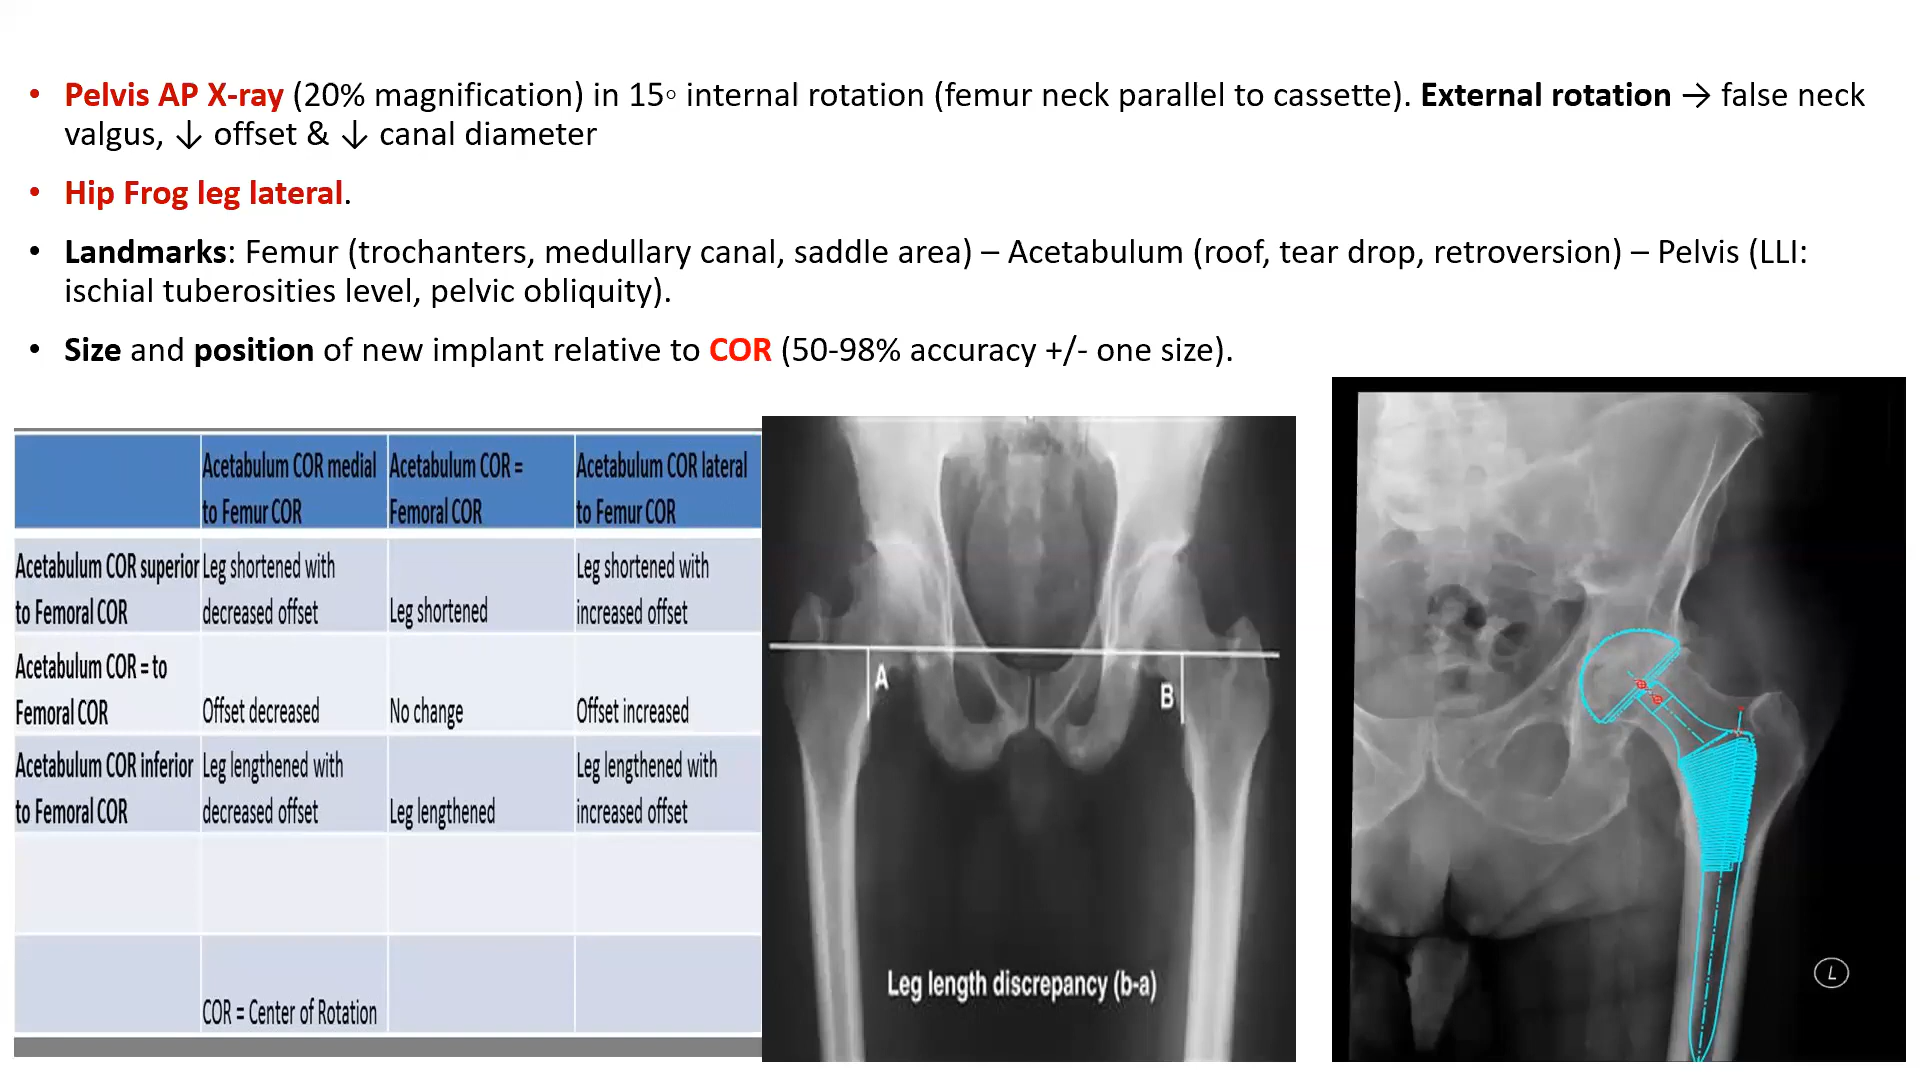 • Pelvis AP X-ray (20% magnification) in 15◦ internal rotation (femur neck parallel to cassette). External rotation → false neck
valgus, ↓ offset & ↓ canal diameter
• Hip Frog leg lateral.
• Landmarks: Femur (trochanters, medullary canal, saddle area) – Acetabulum (roof, tear drop, retroversion) – Pelvis (LLI:
ischial tuberosities level, pelvic obliquity).
• Size and position of new implant relative to COR (50-98% accuracy +/- one size).
Acetabulum COR medial
to Femur COR
Acetabulum COR =
Femoral COR
Acetabulum COR lateral
to Femur COR
Acetabulum COR superior
to Femoral COR
Leg shortened with
decreased offset
Leg shortened
Leg shortened with
increased offset
Acetabulum COR = to
Femoral COR
Offset decreased
No change
Offset increased
Acetabulum COR inferior
to Femoral COR
Leg lengthened with
decreased offset
Leg lengthened
Leg lengthened with
increased offset
COR = Center of Rotation
A
B
Leg length discrepancy (b-a)
L